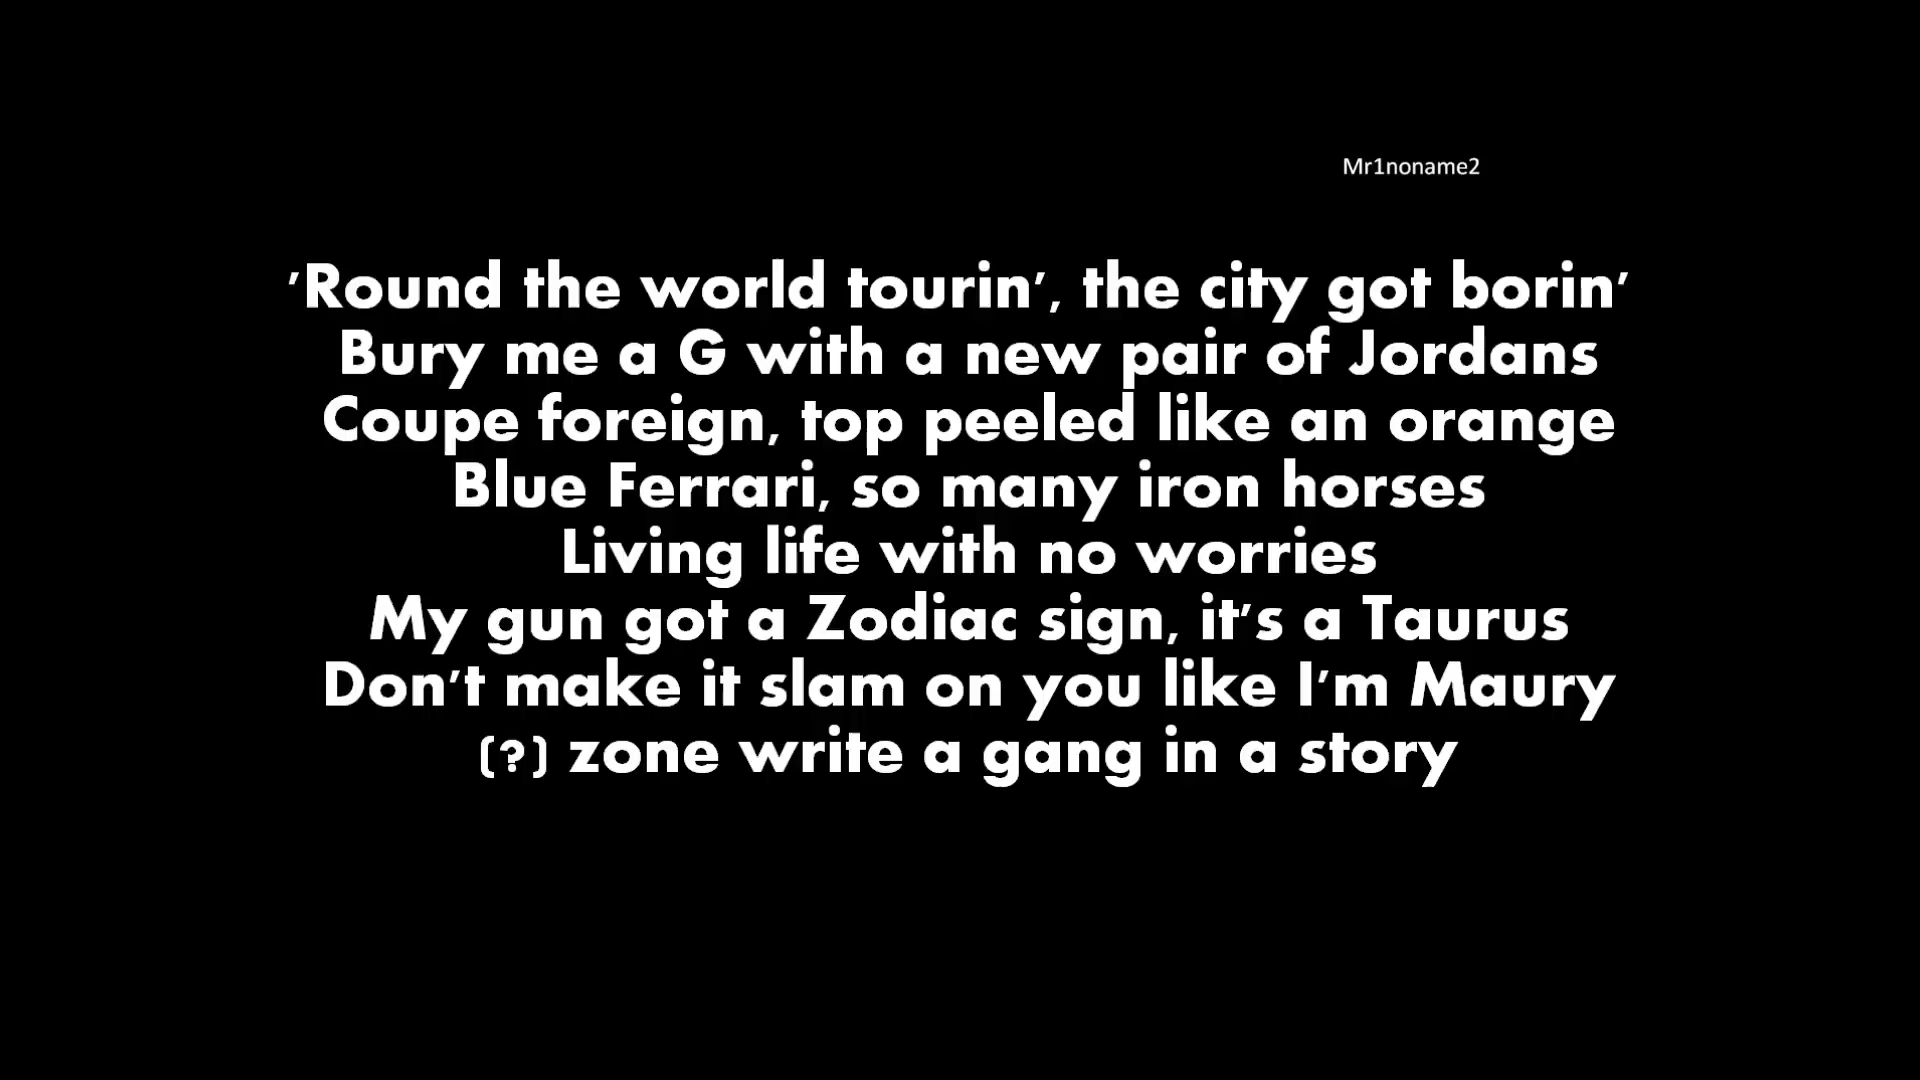 Mr1noname2
'Round the world tourin', the city got borin'
Bury me a G with a new pair of Jordans
Coupe foreign, top peeled like an orange
Blue Ferrari, so many iron horses
Living life with no worries
My gun got a Zodiac sign, it's a Taurus
Don't make it slam on you like I'm Maury
(?) zone write a gang in a story